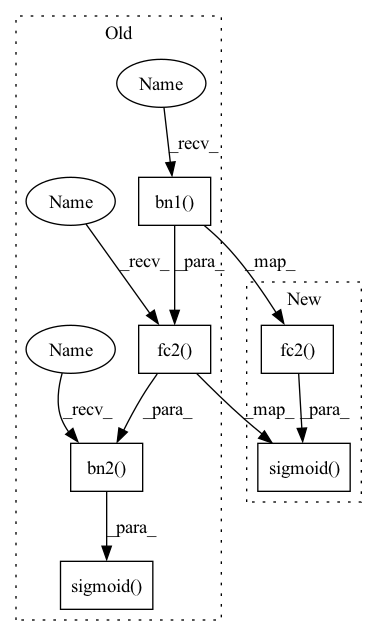 Old
Name
_recv_
Name
bn1()
_recv_
_para_
_map_
New
Name
fc2()
fc2()
_recv_
_para_
_map_
_para_
bn2()
sigmoid()
_para_
sigmoid()